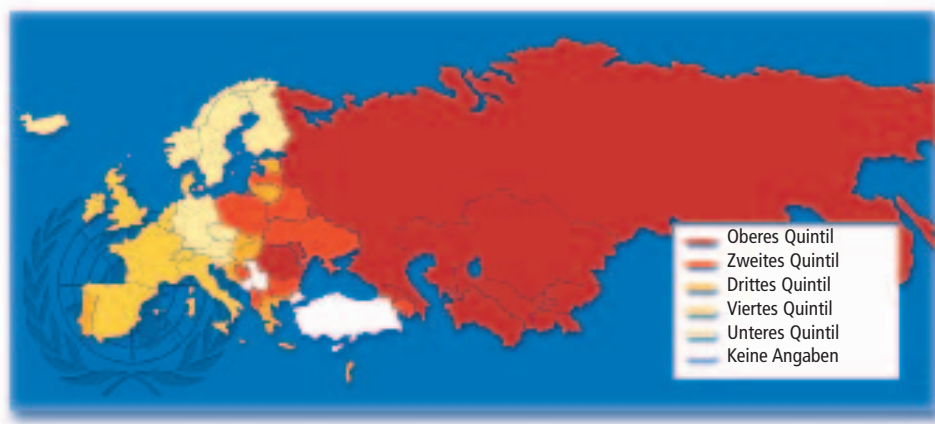 Oberes Quintil
Zweites Quintil
Drittes Quintil
Viertes Quintil
Unteres Quintil
Keine Angaben